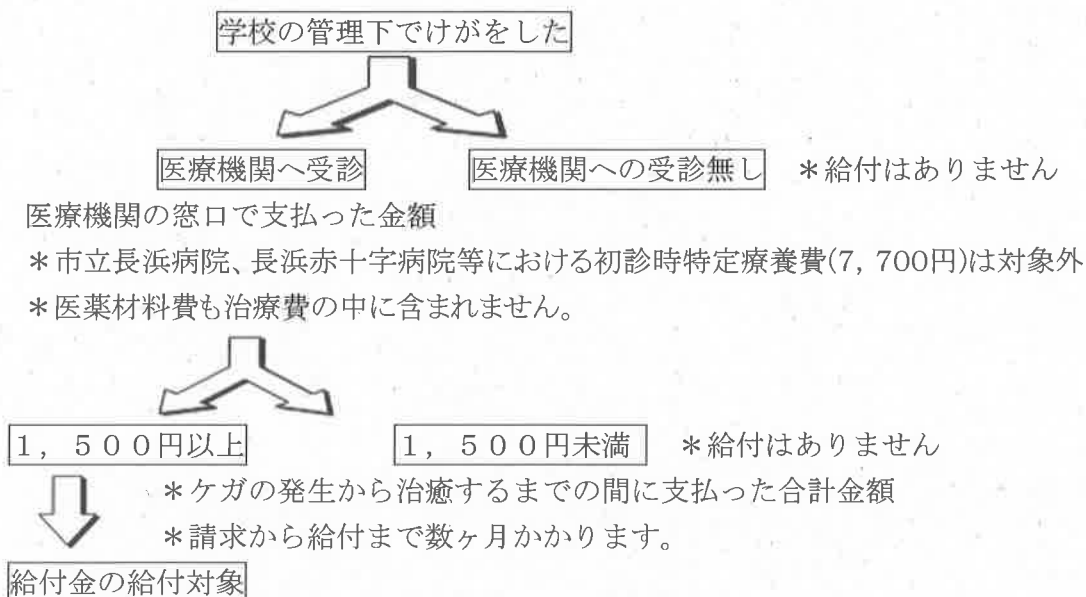 学校の管理下でけがをした
医療機関へ受診
医療機関への受診無し ＊給付はありません
医療機関の窓口で支払った金額
＊市立長浜病院、長浜赤十字病院等における初診時特定療養費(7,700円)は対象外
＊医薬材料費も治療費の中に含まれません。
１，５００円以上
１，５００円未満 ＊給付はありません
＊ケガの発生から治癒するまでの間に支払った合計金額
＊請求から給付まで数ヶ月かかります。
給付金の給付対象